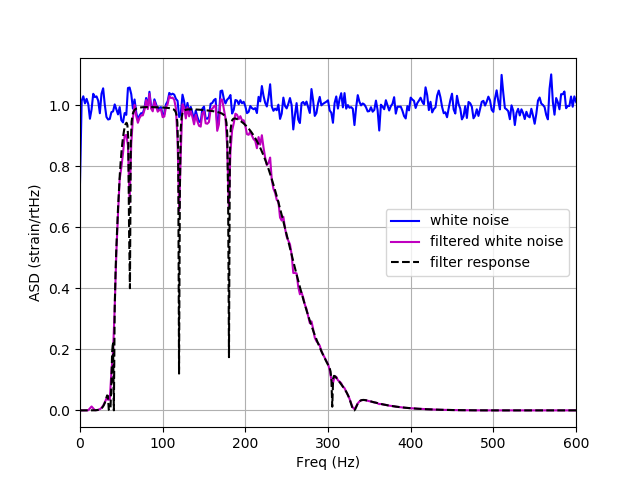 ASD (strain/rtHz)
1.0
0.8
0.6
0.4
0.2
0.0
white noise
filtered white noise
filter response
0 100 200 300 400 500 600
Freq (Hz)